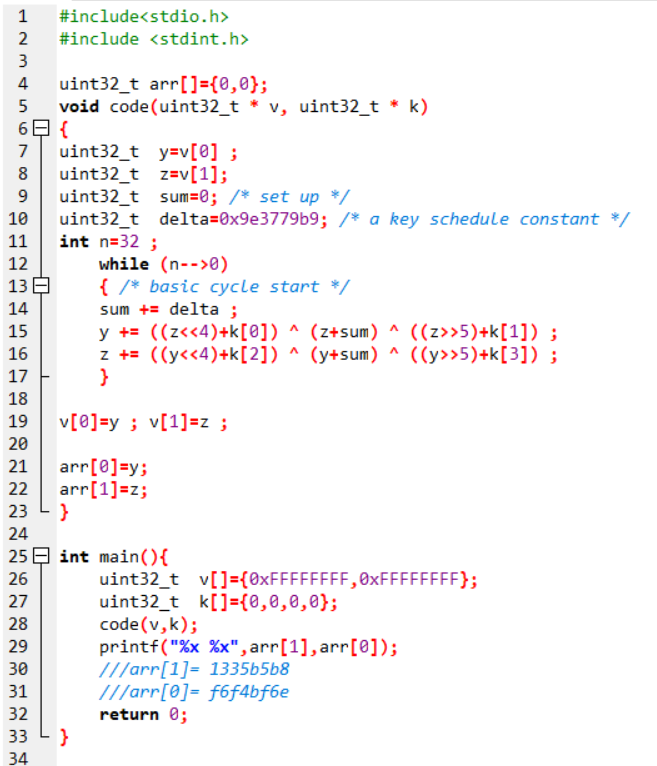 1 #include<stdio.h>
2 #include <stdint.h>
3
4 uint32_t arr[]={0,0};
5 void code(uint32_t * v, uint32_t * k)
6 {
7 uint32_t  y=v[0] ;
8 uint32_t  z=v[1];
9 uint32_t  sum=0; /* set up */
10 uint32_t  delta=0x9e3779b9; /* a key schedule constant */
11 int n=32 ;
12     while (n-->0)
13     { /* basic cycle start */
14     sum += delta ;
15     y += ((z<<4)+k[0]) ^ (z+sum) ^ ((z>>5)+k[1]) ;
16     z += ((y<<4)+k[2]) ^ (y+sum) ^ ((y>>5)+k[3]) ;
17     }
18
19 v[0]=y ; v[1]=z ;
20
21 arr[0]=y;
22 arr[1]=z;
23 }
24
25 int main(){
26     uint32_t  v[]={0xFFFFFFFF,0xFFFFFFFF};
27     uint32_t  k[]={0,0,0,0};
28     code(v,k);
29     printf("%x %x",arr[1],arr[0]);
30     ///arr[1]= 1335b5b8
31     ///arr[0]= f6f4bf6e
32     return 0;
33 }
34